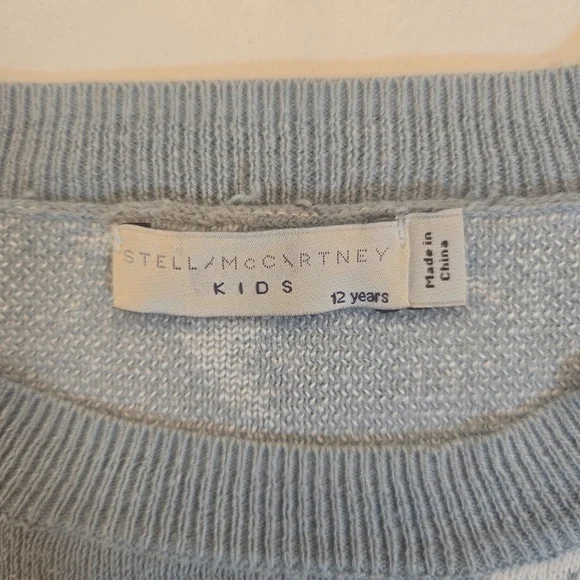 STELLA McCARTNEY
KIDS
12 years
Made in
China